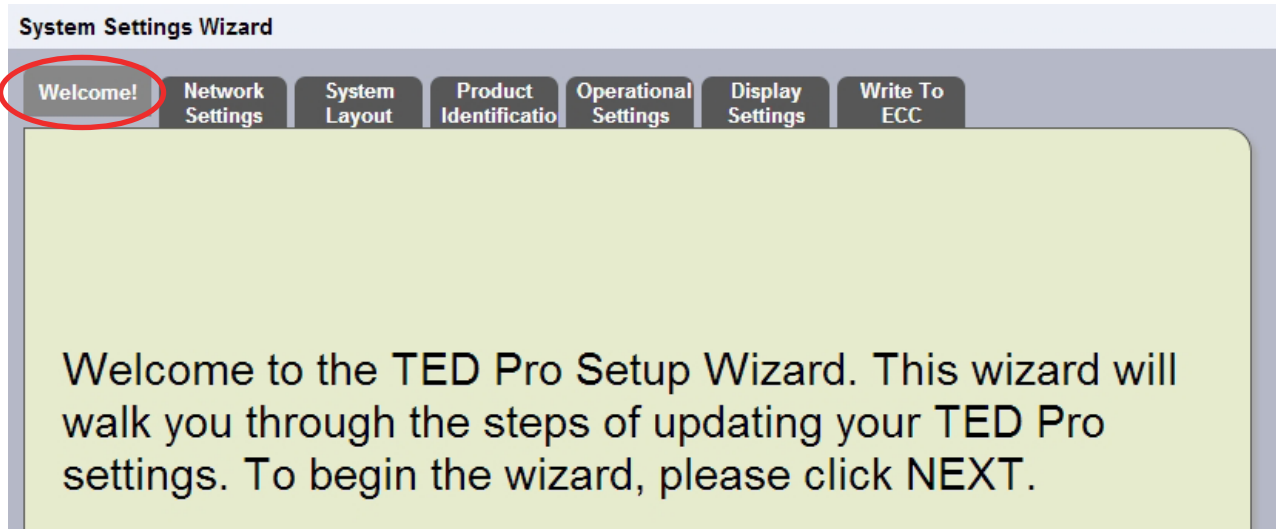 System Settings Wizard
Welcome!
Network Settings
System Layout
Product Identificatio
Operational Settings
Display Settings
Write To ECC
Welcome to the TED Pro Setup Wizard. This wizard will
walk you through the steps of updating your TED Pro
settings. To begin the wizard, please click NEXT.